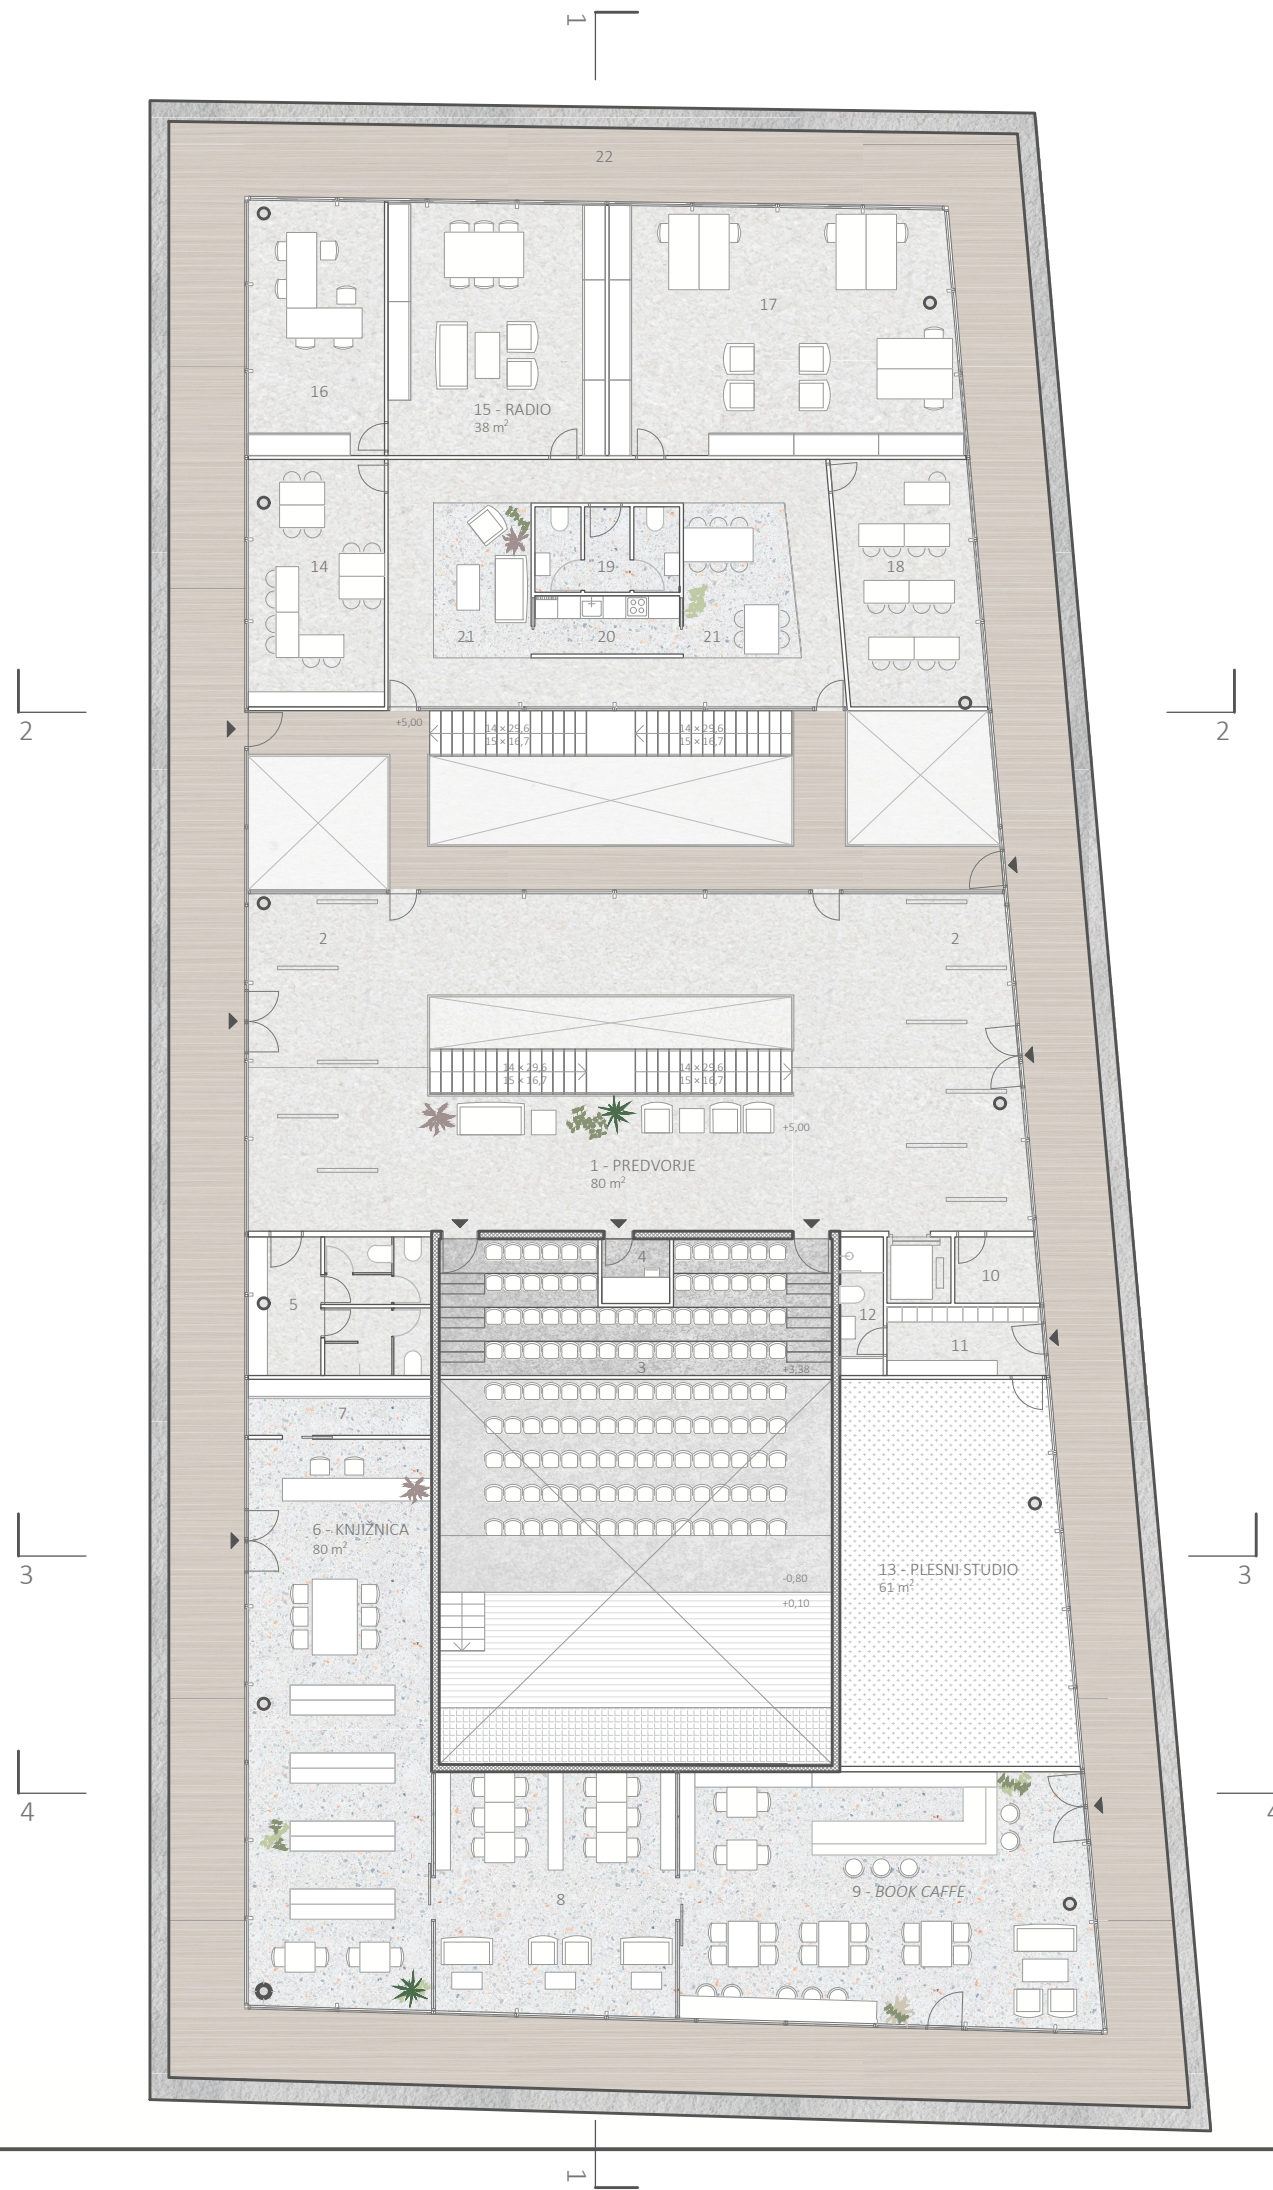 1
22
17
16
15 - RADIO
38 m²
14
19
18
21
20
21
2
2
+5,00
14 × 29,6
15 × 16,7
14 × 29,6
15 × 16,7
2
2
14 × 29,6
15 × 16,7
14 × 29,6
15 × 16,7
+5,00
1 - PREDVORJE
80 m²
4
10
5
12
11
3
+3,38
7
6 - KNJIŽNICA
80 m²
3
3
13 - PLESNI STUDIO
61 m²
-0,80
+0,10
4
4
9 - BOOK CAFFE
8
1